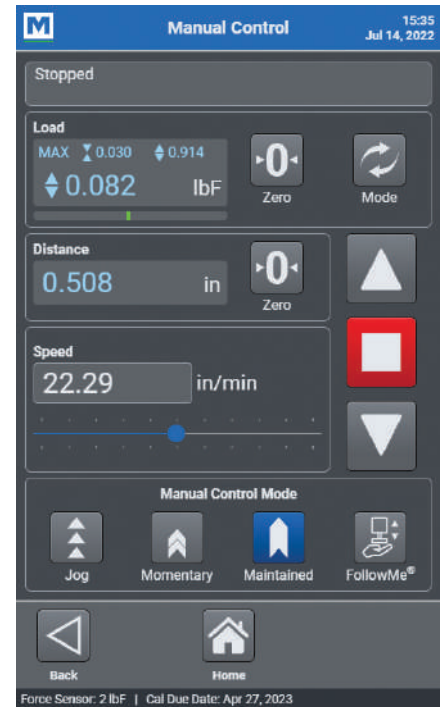 M
Manual Control
15:35
Jul 14, 2022
Stopped
Load
MAX 0.030 0.914
0.082 lbF
0
Zero
Mode
Distance
0.508 in
0
Zero
Speed
22.29 in/min
Manual Control Mode
Jog
Momentary
Maintained
FollowMe®
Back
Home
Force Sensor: 2 lbF | Cal Due Date: Apr 27, 2023